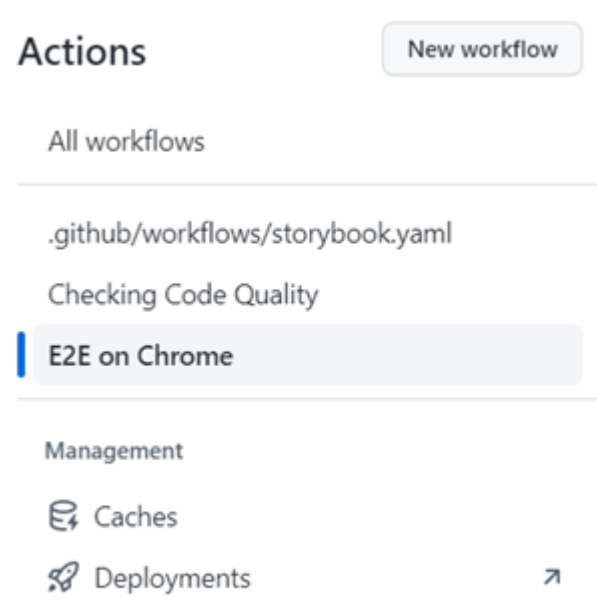 Actions
New workflow
All workflows
.github/workflows/storybook.yaml
Checking Code Quality
E2E on Chrome
Management
Caches
Deployments